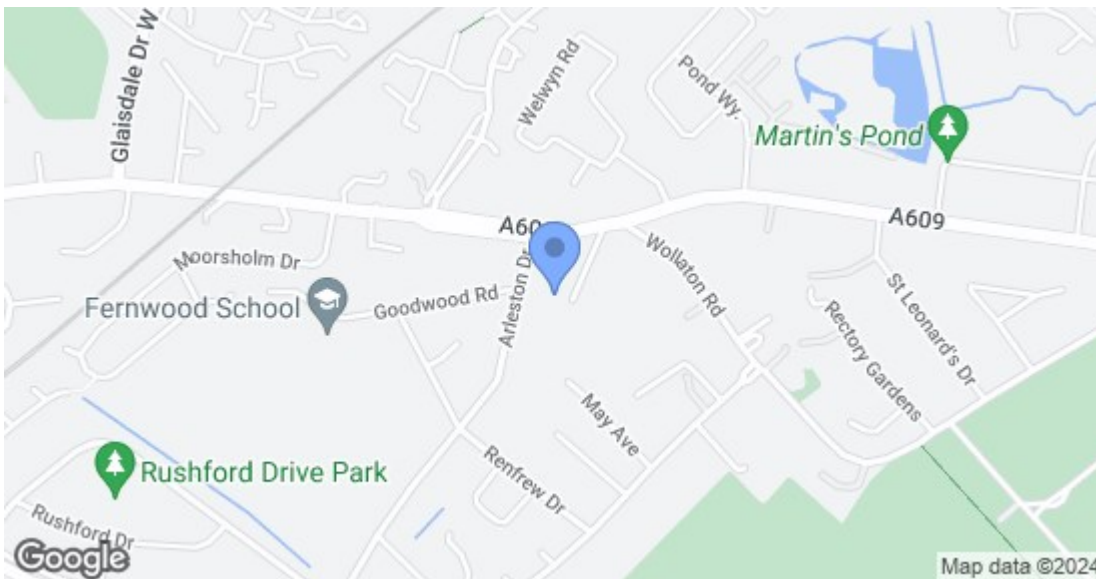 Glaisdale Dr W
Welwyn Rd
Pond Wy.
Martin's Pond
A609
A60
Moorsholm Dr
Arleston Dr
Wollaton Rd
Fernwood School
Goodwood Rd
St Leonard's Dr
Rectory Gardens
May Ave
Renfrew Dr
Rushford Drive Park
Rushford Dr
Google
Map data ©2024